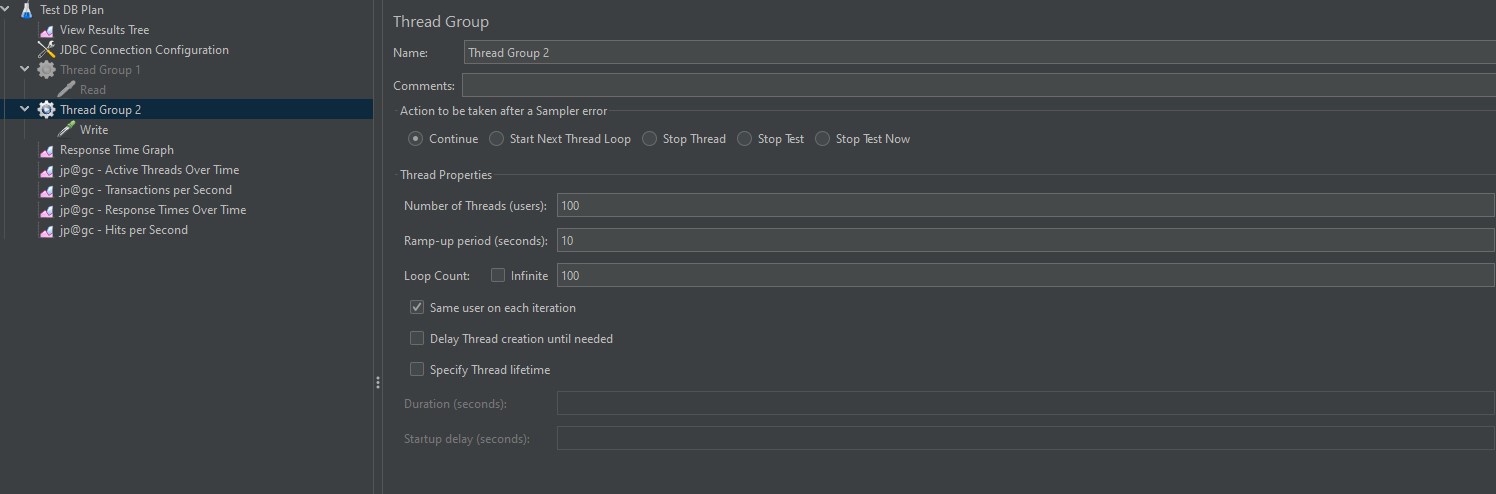 Test DB Plan
View Results Tree
JDBC Connection Configuration
Thread Group 1
Read
Thread Group 2
Write
Response Time Graph
jp@gc - Active Threads Over Time
jp@gc - Transactions per Second
jp@gc - Response Times Over Time
jp@gc - Hits per Second
Thread Group
Name: Thread Group 2
Comments:
Action to be taken after a Sampler error
Continue Start Next Thread Loop Stop Thread Stop Test Stop Test Now
Thread Properties
Number of Threads (users): 100
Ramp-up period (seconds): 10
Loop Count: Infinite 100
Same user on each iteration
Delay Thread creation until needed
Specify Thread lifetime
Duration (seconds):
Startup delay (seconds):